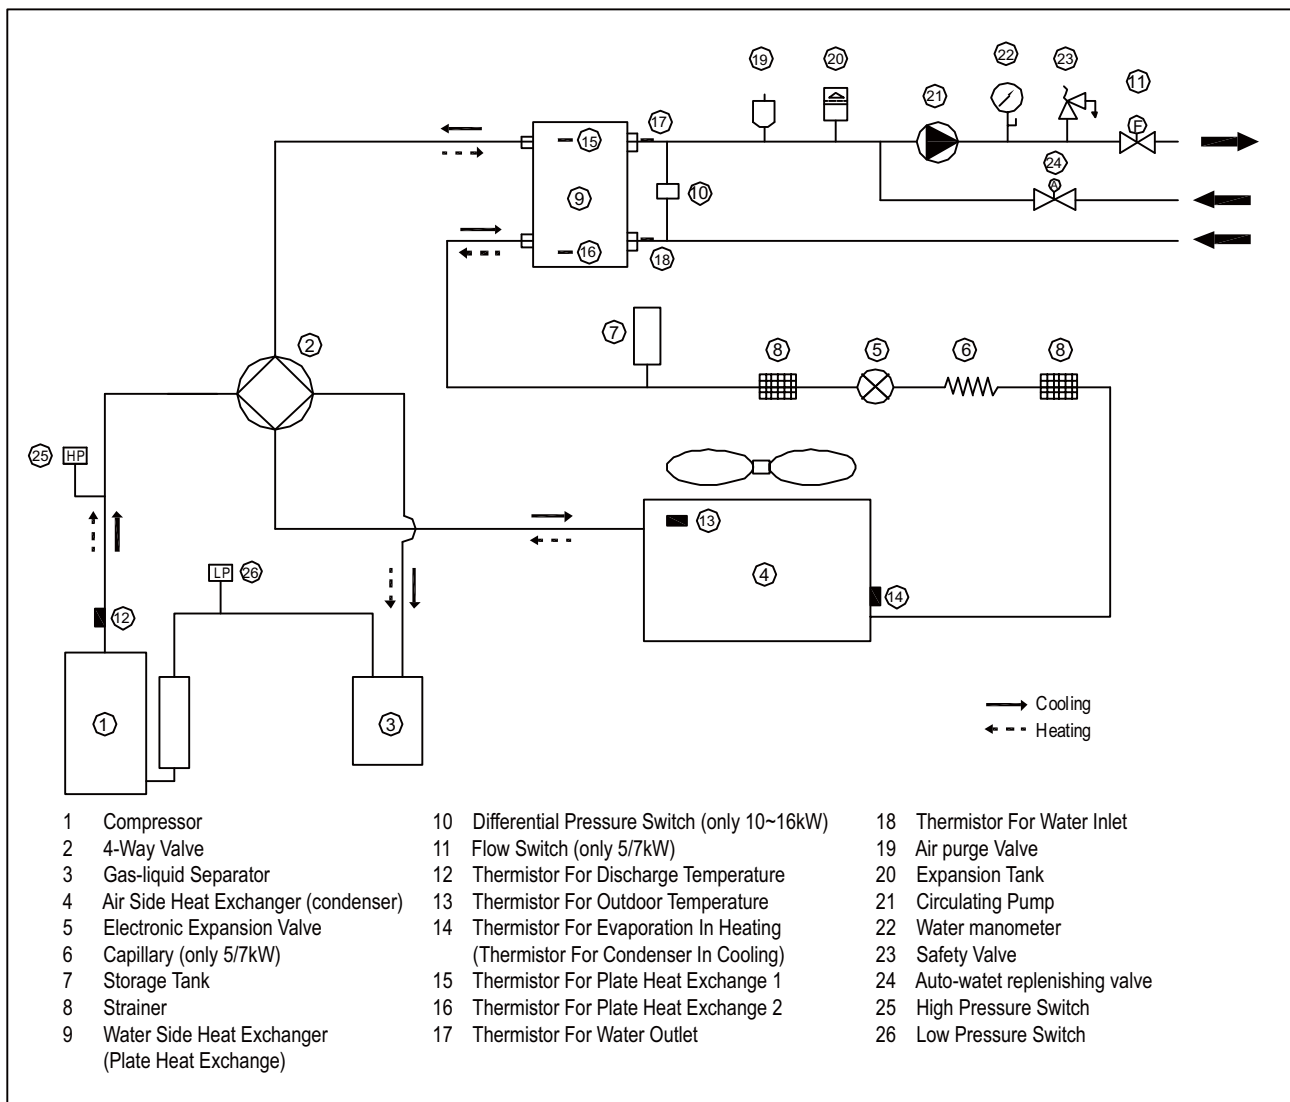 19
20
22
23
11
21
F
17
15
24
A
9
10
16
18
7
2
8
5
6
8
25
HP
13
LP
26
4
14
12
1
3
Cooling
Heating
1 Compressor
2 4-Way Valve
3 Gas-liquid Separator
4 Air Side Heat Exchanger (condenser)
5 Electronic Expansion Valve
6 Capillary (only 5/7kW)
7 Storage Tank
8 Strainer
9 Water Side Heat Exchanger
(Plate Heat Exchange)
10 Differential Pressure Switch (only 10~16kW)
11 Flow Switch (only 5/7kW)
12 Thermistor For Discharge Temperature
13 Thermistor For Outdoor Temperature
14 Thermistor For Evaporation In Heating
(Thermistor For Condenser In Cooling)
15 Thermistor For Plate Heat Exchange 1
16 Thermistor For Plate Heat Exchange 2
17 Thermistor For Water Outlet
18 Thermistor For Water Inlet
19 Air purge Valve
20 Expansion Tank
21 Circulating Pump
22 Water manometer
23 Safety Valve
24 Auto-watet replenishing valve
25 High Pressure Switch
26 Low Pressure Switch